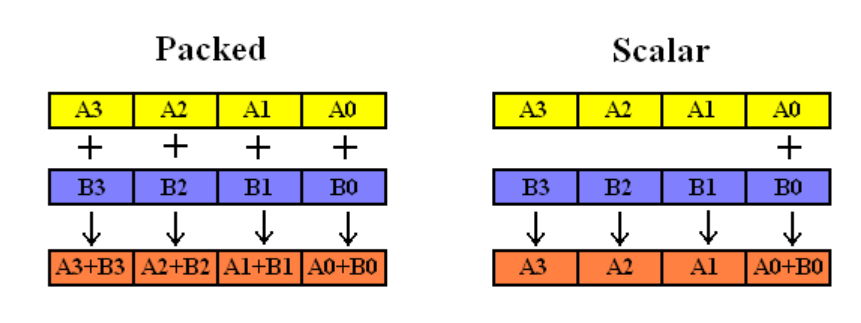 Packed Scalar
A3 A2 A1 A0 A3 A2 A1 A0
+ + + + +
B3 B2 B1 B0 B3 B2 B1 B0
A3+B3 A2+B2 A1+B1 A0+B0 A3 A2 A1 A0+B0